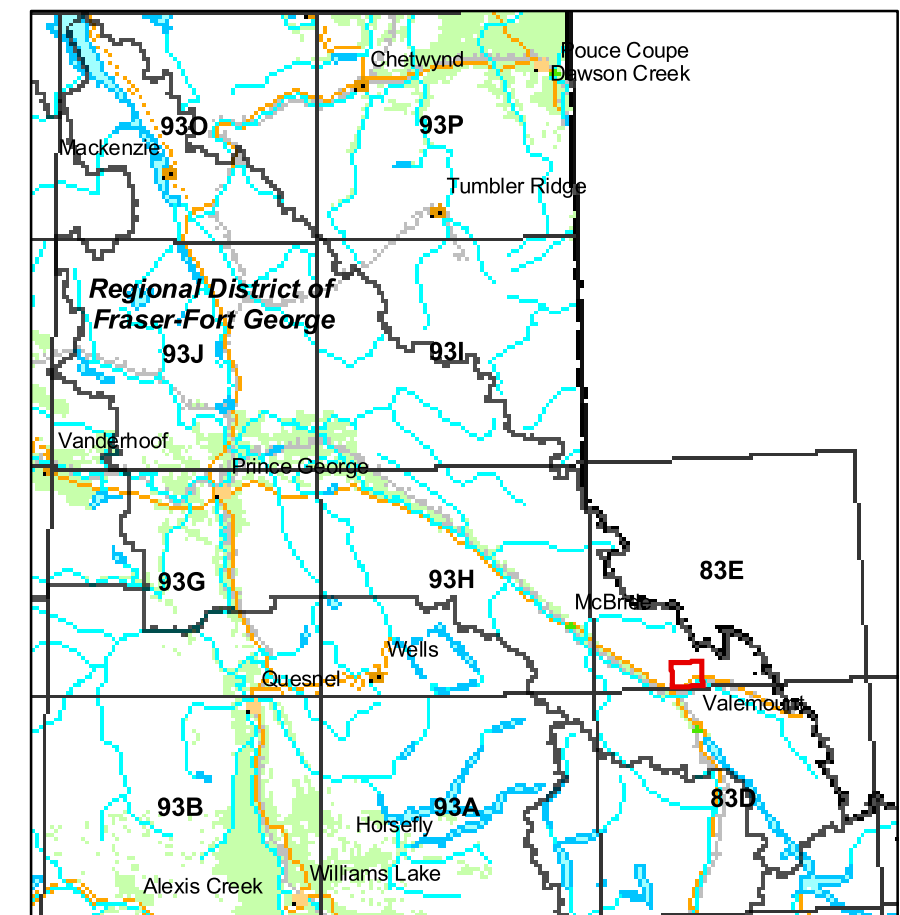 Pouce Coupe
Chetwynd
Dawson Creek
93O
93P
Mackenzie
Tumbler Ridge
Regional District of
Fraser-Fort George
93J
93I
Vanderhoof
Prince George
93G
93H
83E
McBride
Wells
Quesnel
Valemount
93B
93A
83D
Horsefly
Williams Lake
Alexis Creek